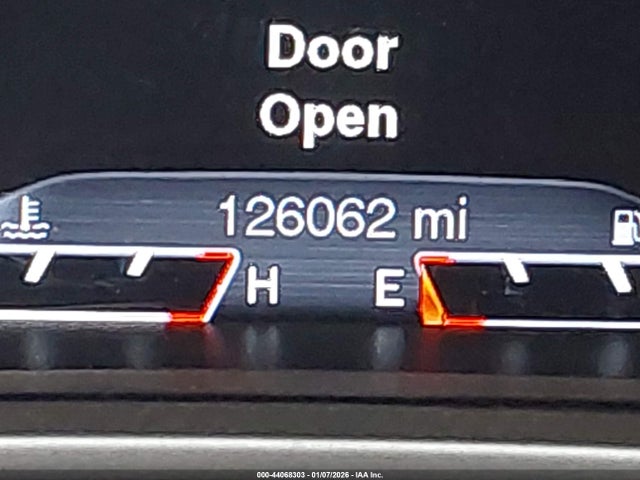 Door
Open
126062 mi
H E
000-44068303 - 01/07/2026 - IAA Inc.